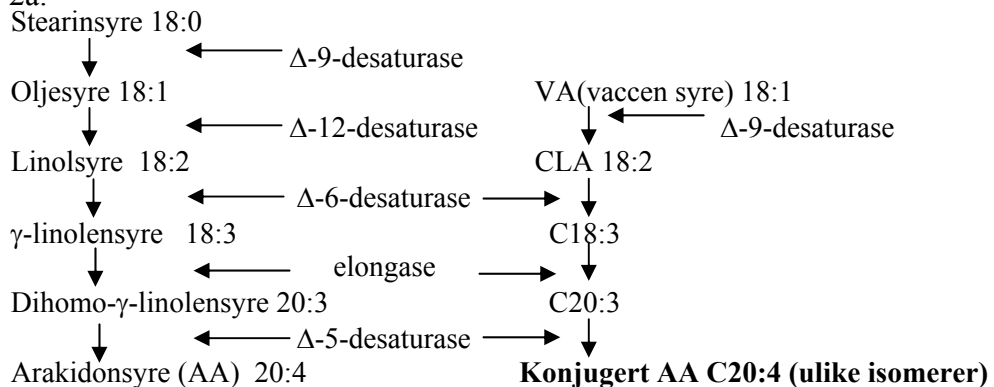 2a.
Stearinsyre 18:0
Δ-9-desaturase
Oljesyre 18:1 VA(vaccen syre) 18:1
Δ-12-desaturase Δ-9-desaturase
Linolsyre 18:2 CLA 18:2
Δ-6-desaturase
γ-linolensyre 18:3 C18:3
elongase
Dihomo-γ-linolensyre 20:3 C20:3
Δ-5-desaturase
Arakidonsyre (AA) 20:4 Konjugert AA C20:4 (ulike isomerer)